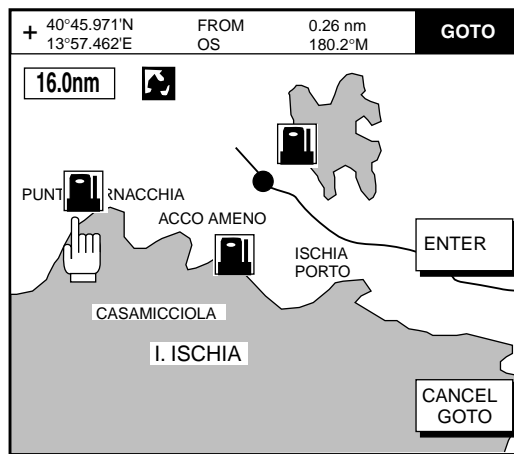 + 40°45.971'N FROM 0.26 nm GOTO
13°57.462'E OS 180.2°M
16.0nm
PUNT RNACCHIA
ACCO AMENO
ISCHIA
PORTO
ENTER
CASAMICCIOLA
I. ISCHIA
CANCEL
GOTO